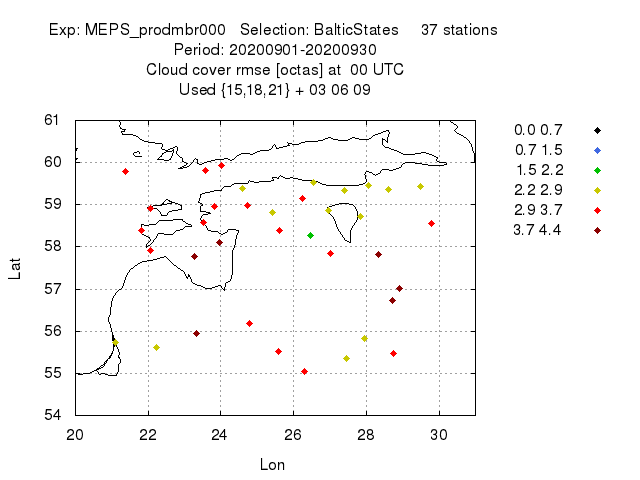 Exp: MEPS_prodmbr000   Selection: BalticStates     37 stations
Period: 20200901-20200930
Cloud cover rmse [octas] at  00 UTC
Used {15,18,21} + 03 06 09
61
60
59
58
57
56
55
54
20 22 24 26 28 30
Lat
Lon
0.0 0.7
0.7 1.5
1.5 2.2
2.2 2.9
2.9 3.7
3.7 4.4